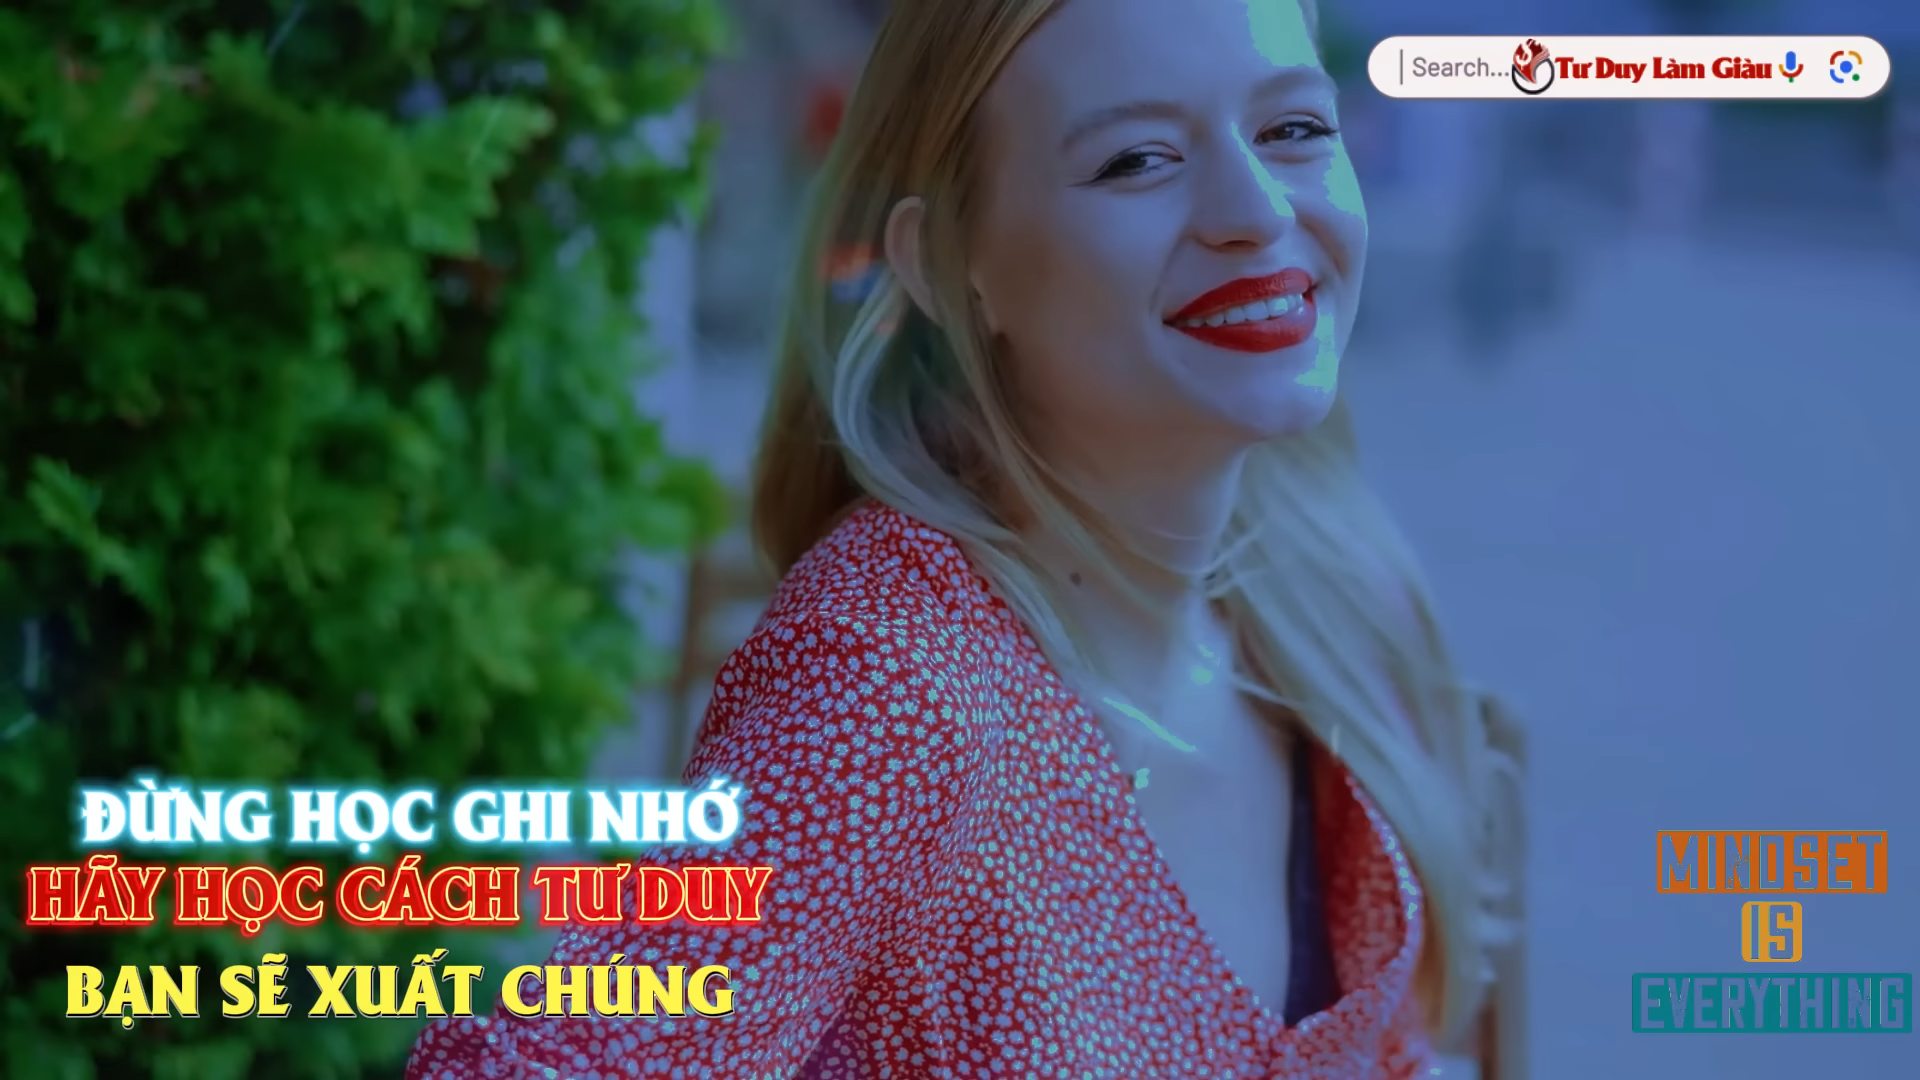 Search... Tư Duy Làm Giàu
ĐỪNG HỌC GHI NHỚ
HÃY HỌC CÁCH TƯ DUY
BẠN SẼ XUẤT CHÚNG
MINDSET
IS
EVERYTHING